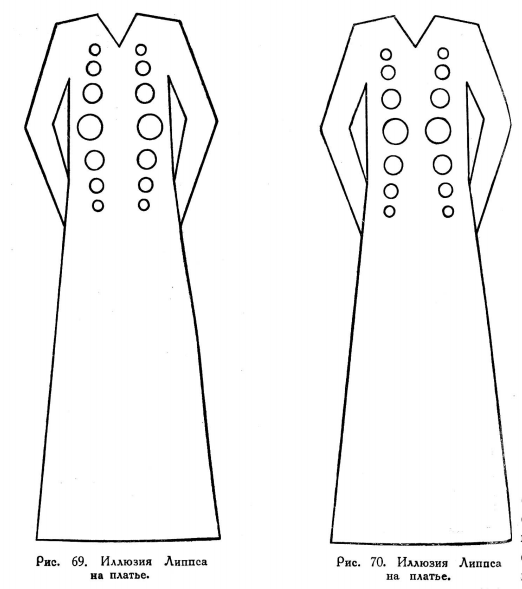 Рис. 69. Иллюзия Липпса
на платье.
Рис. 70. Иллюзия Липпса
на платье.